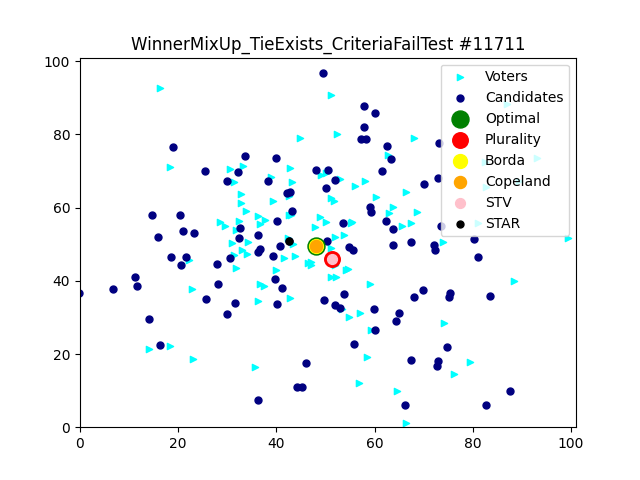 WinnerMixUp_TieExists_CriteriaFailTest #11711
Voters
Candidates
Optimal
Plurality
Borda
Copeland
STV
STAR
100
80
60
40
20
0
0 20 40 60 80 100